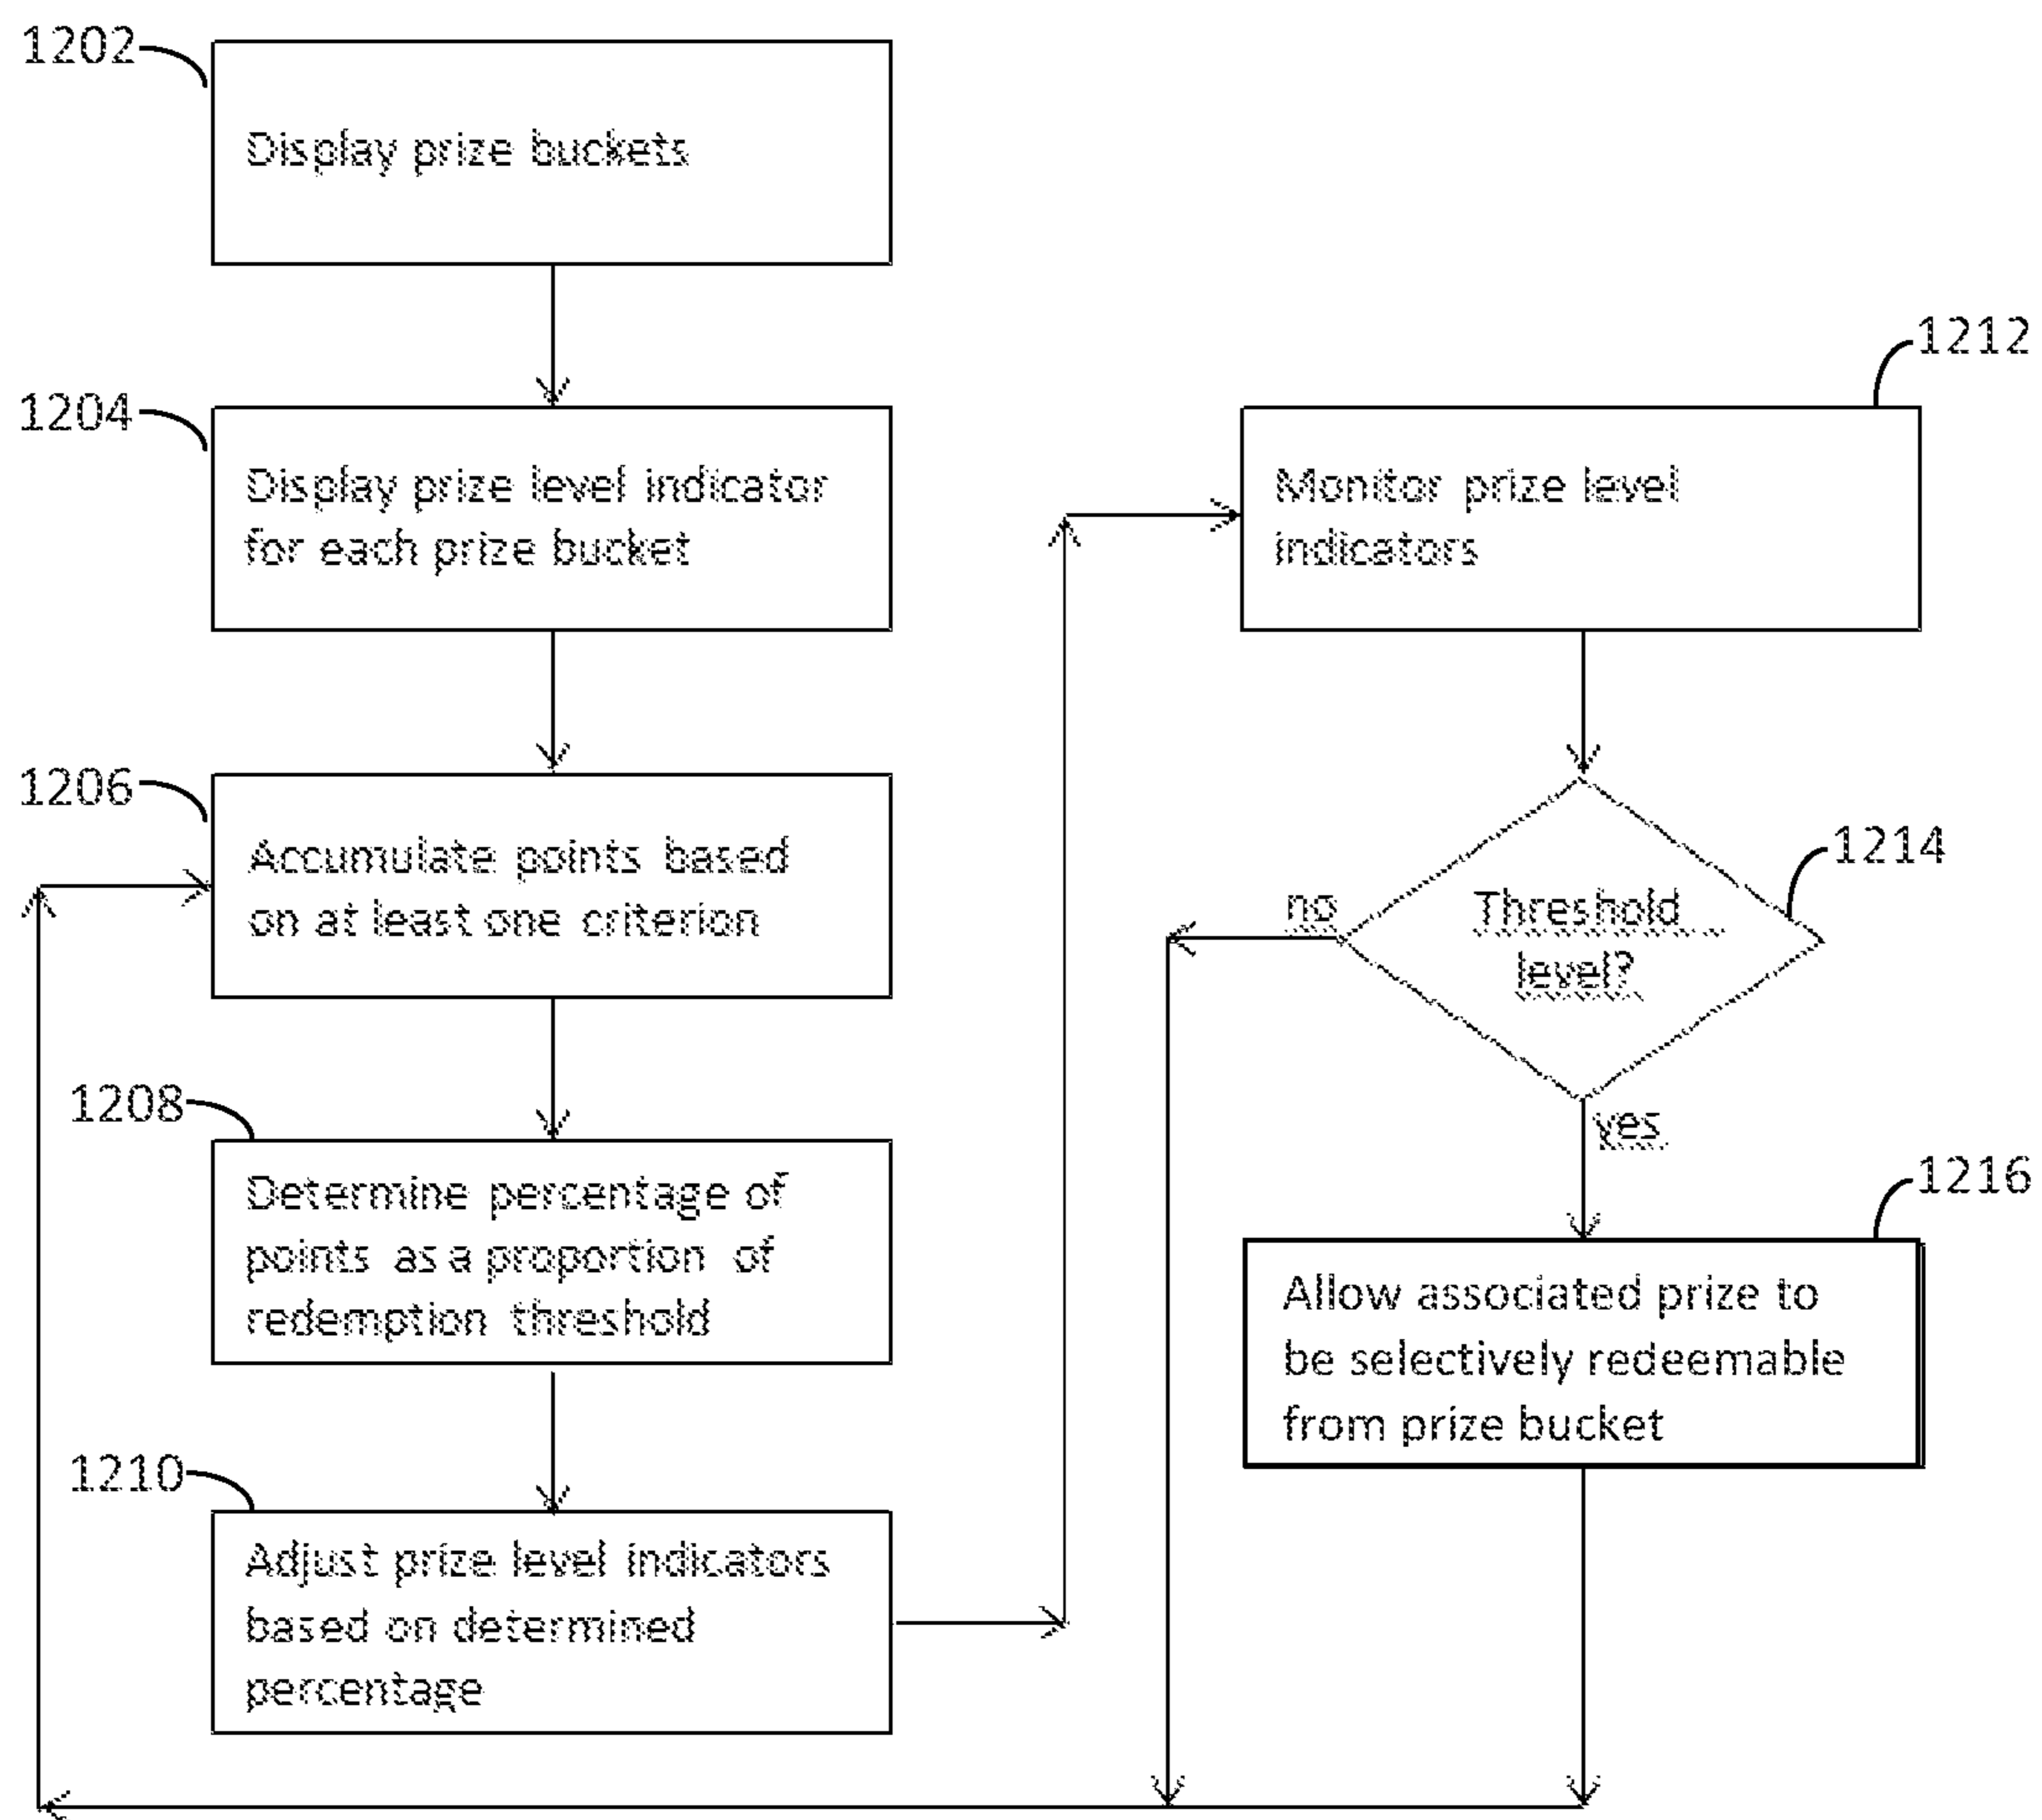 1202
Display prize buckets
1204
Display prize level indicator
for each prize bucket
1206
Accumulate points based
on at least one criterion
1208
Determine percentage of
points as a proportion of
redemption threshold
1210
Adjust prize level indicators
based on determined
percentage
1212
Monitor prize level
indicators
1214
Threshold
level?
no
yes
1216
Allow associated prize to
be selectively redeemable
from prize bucket